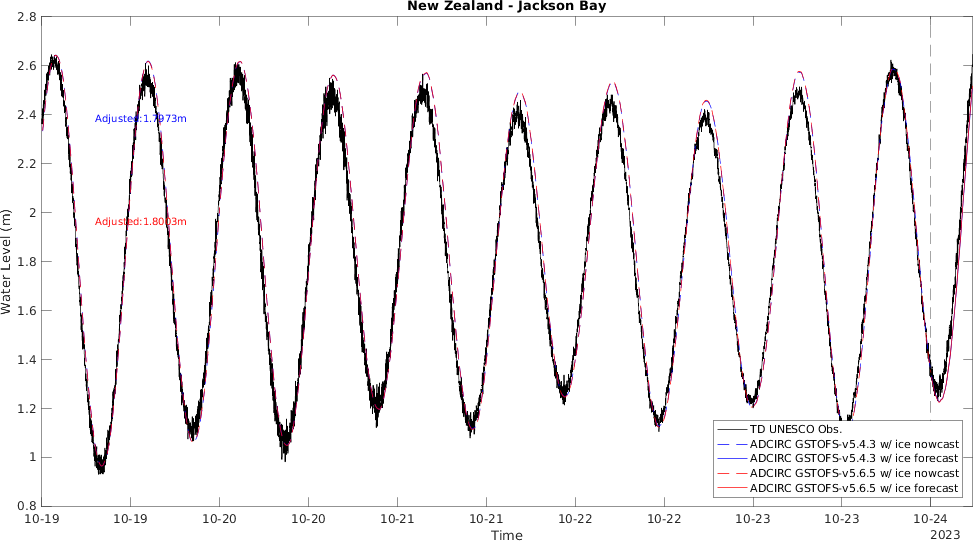 New Zealand - Jackson Bay
2.8
2.6
2.4
2.2
2
1.8
1.6
1.4
1.2
1
0.8
Water Level (m)
Adjusted:1.7973m
Adjusted:1.8003m
TD UNESCO Obs.
ADCIRC GSTOFS-v5.4.3 w/ ice nowcast
ADCIRC GSTOFS-v5.4.3 w/ ice forecast
ADCIRC GSTOFS-v5.6.5 w/ ice nowcast
ADCIRC GSTOFS-v5.6.5 w/ ice forecast
10-19 10-19 10-20 10-20 10-21 10-21 10-22 10-22 10-23 10-23 10-24
Time
2023